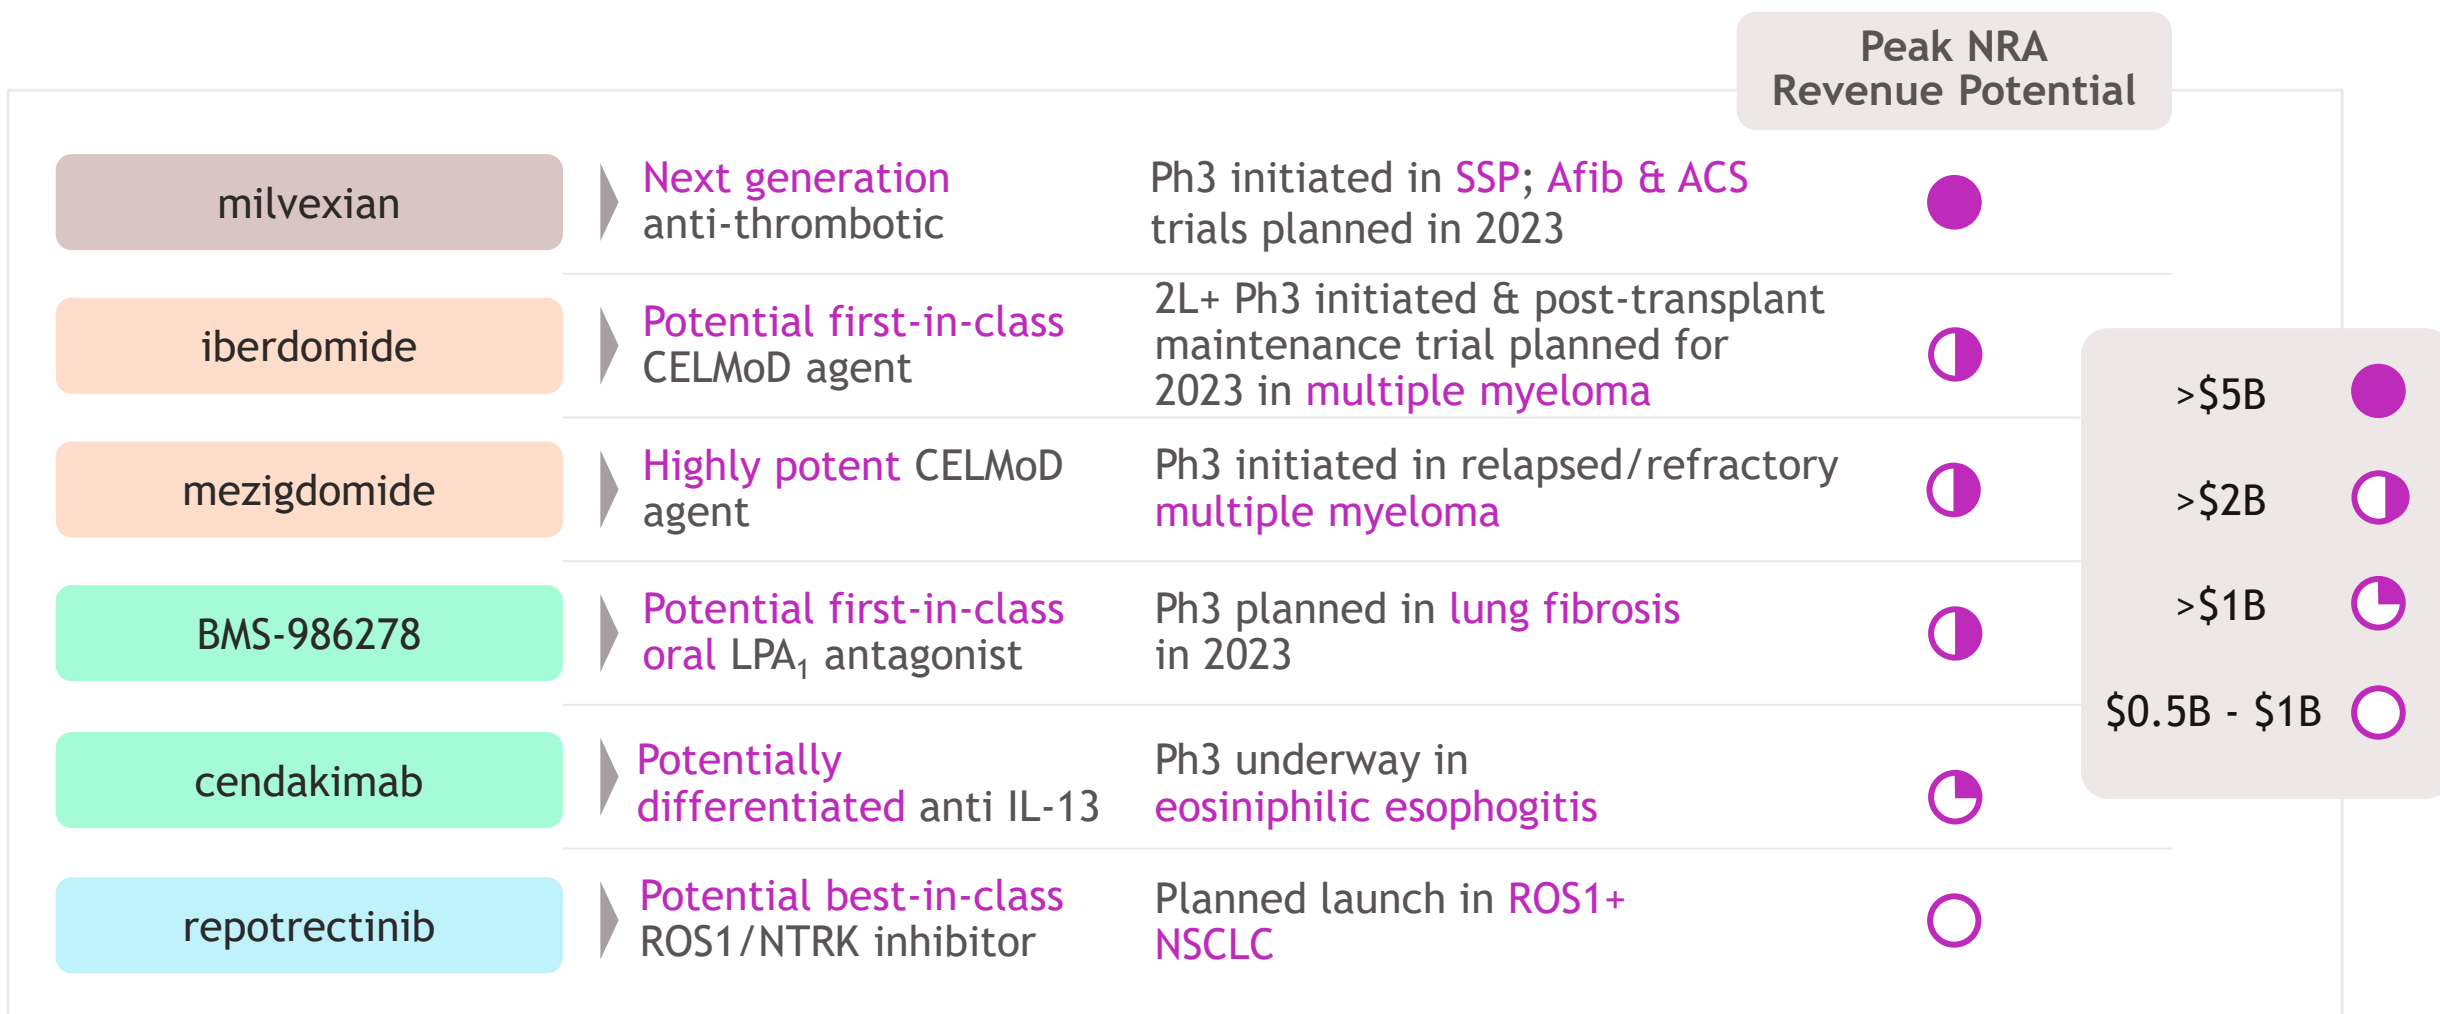 Peak NRA
Revenue Potential
milvexian
Next generation
anti-thrombotic
Ph3 initiated in SSP; Afib & ACS
trials planned in 2023
iberdomide
Potential first-in-class
CELMoD agent
2L+ Ph3 initiated & post-transplant
maintenance trial planned for
2023 in multiple myeloma
mezigdomide
Highly potent CELMoD
agent
Ph3 initiated in relapsed/refractory
multiple myeloma
BMS-986278
Potential first-in-class
oral LPA₁ antagonist
Ph3 planned in lung fibrosis
in 2023
cendakimab
Potentially
differentiated anti IL-13
Ph3 underway in
eosiniphilic esophogitis
repotrectinib
Potential best-in-class
ROS1/NTRK inhibitor
Planned launch in ROS1+
NSCLC
>$5B
>$2B
>$1B
$0.5B - $1B